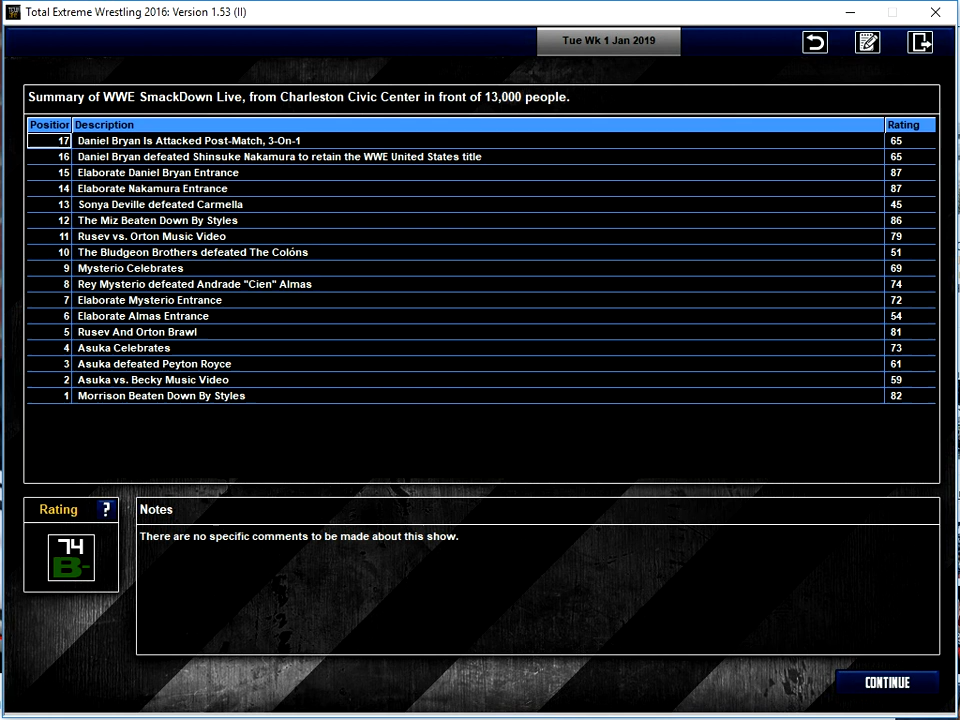 Total Extreme Wrestling 2016: Version 1.53 (II)
Tue Wk 1 Jan 2019
Summary of WWE SmackDown Live, from Charleston Civic Center in front of 13,000 people.
Position Description Rating
17 Daniel Bryan Is Attacked Post-Match, 3-On-1 65
16 Daniel Bryan defeated Shinsuke Nakamura to retain the WWE United States title 65
15 Elaborate Daniel Bryan Entrance 87
14 Elaborate Nakamura Entrance 87
13 Sonya Deville defeated Carmella 45
12 The Miz Beaten Down By Styles 86
11 Rusev vs. Orton Music Video 79
10 The Bludgeon Brothers defeated The Colóns 51
9 Mysterio Celebrates 69
8 Rey Mysterio defeated Andrade "Cien" Almas 74
7 Elaborate Mysterio Entrance 72
6 Elaborate Almas Entrance 54
5 Rusev And Orton Brawl 81
4 Asuka Celebrates 73
3 Asuka defeated Peyton Royce 61
2 Asuka vs. Becky Music Video 59
1 Morrison Beaten Down By Styles 82
Rating ?
74
B-
Notes
There are no specific comments to be made about this show.
CONTINUE